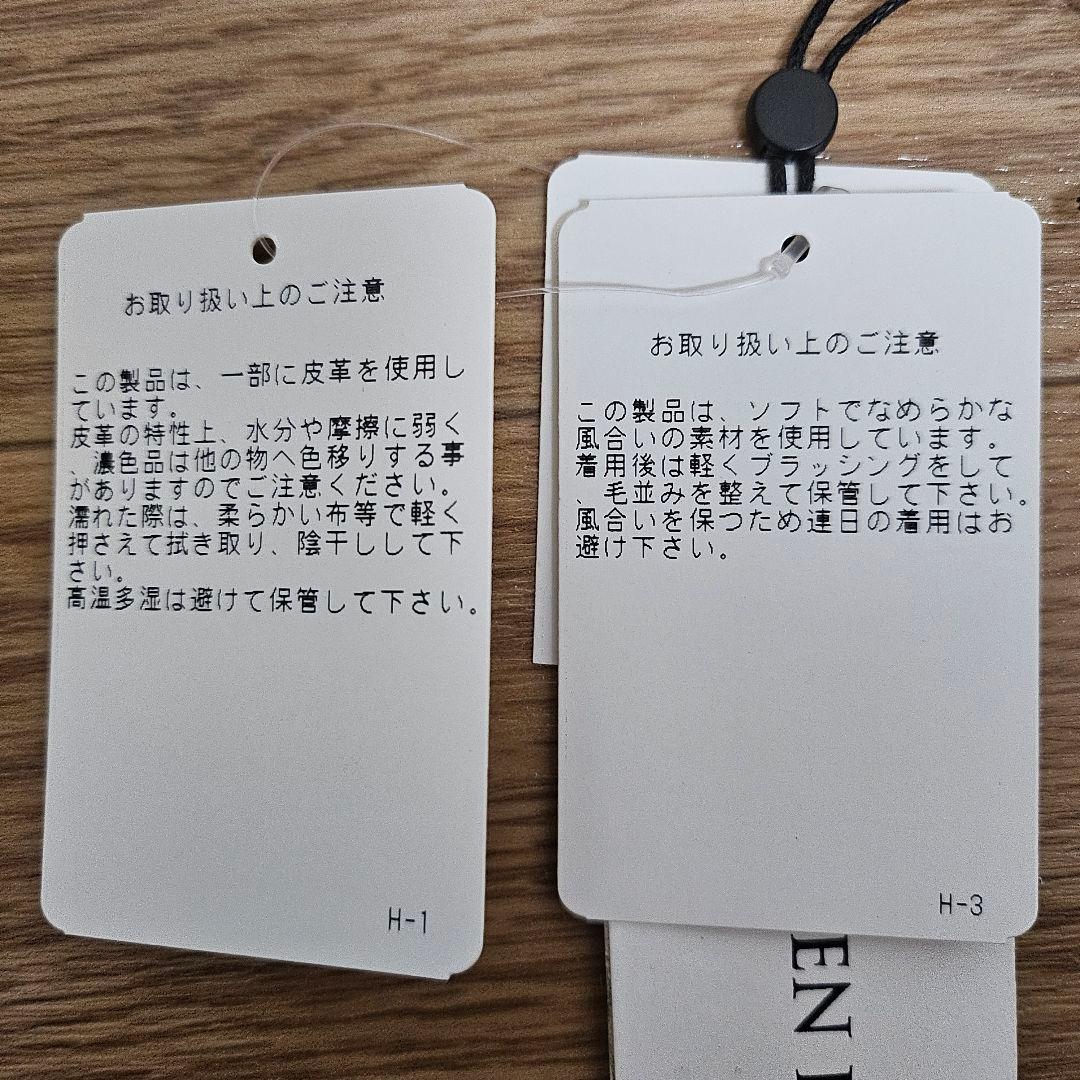 お取り扱い上のご注意
この製品は、一部に皮革を使用し
ています。
皮革の特性上、水分や摩擦に弱く
、濃色品は他の物へ色移りする事
がありますのでご注意ください。
濡れた際は、柔らかい布等で軽く
押さえて拭き取り、陰干しして下
さい。
高温多湿は避けて保管して下さい。
H-1
お取り扱い上のご注意
この製品は、ソフトでなめらかな
風合いの素材を使用しています。
着用後は軽くブラッシングをして
、毛並みを整えて保管して下さい。
風合いを保つため連日の着用はお
避け下さい。
H-3
EN